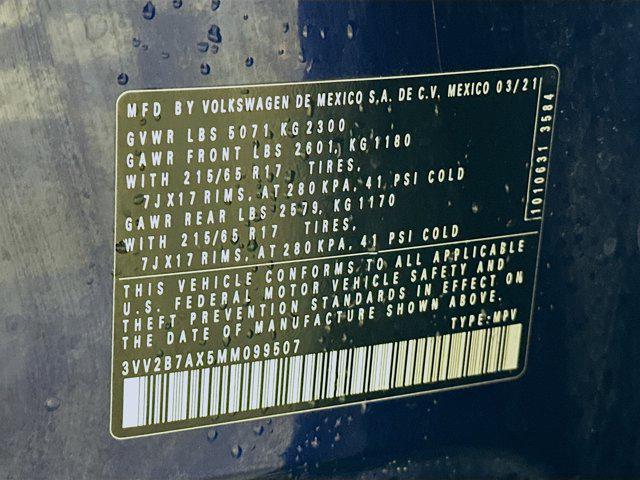 MFD BY VOLKSWAGEN DE MEXICO S.A. DE C.V. MEXICO 03/21
GVWR LBS 5071 KG 2300
GAWR FRONT LBS 2601, KG 1180
WITH 215/65 R17 TIRES,
7JX17 RIMS, AT 280 KPA, 41 PSI COLD
GAWR REAR LBS 2579, KG 1170
WITH 215/65 R17 TIRES,
7JX17 RIMS, AT 280 KPA, 41 PSI COLD
THIS VEHICLE CONFORMS TO ALL APPLICABLE
U.S. FEDERAL MOTOR VEHICLE SAFETY AND
THEFT PREVENTION STANDARDS IN EFFECT ON
THE DATE OF MANUFACTURE SHOWN ABOVE.
3VV2B7AX5MM099507 TYPE:MPV
1010631 3584